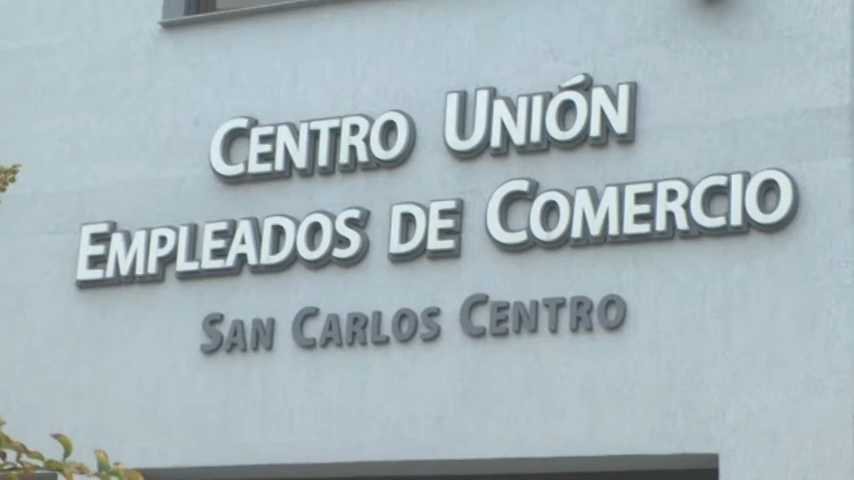 CENTRO UNIÓN
EMPLEADOS DE COMERCIO
SAN CARLOS CENTRO